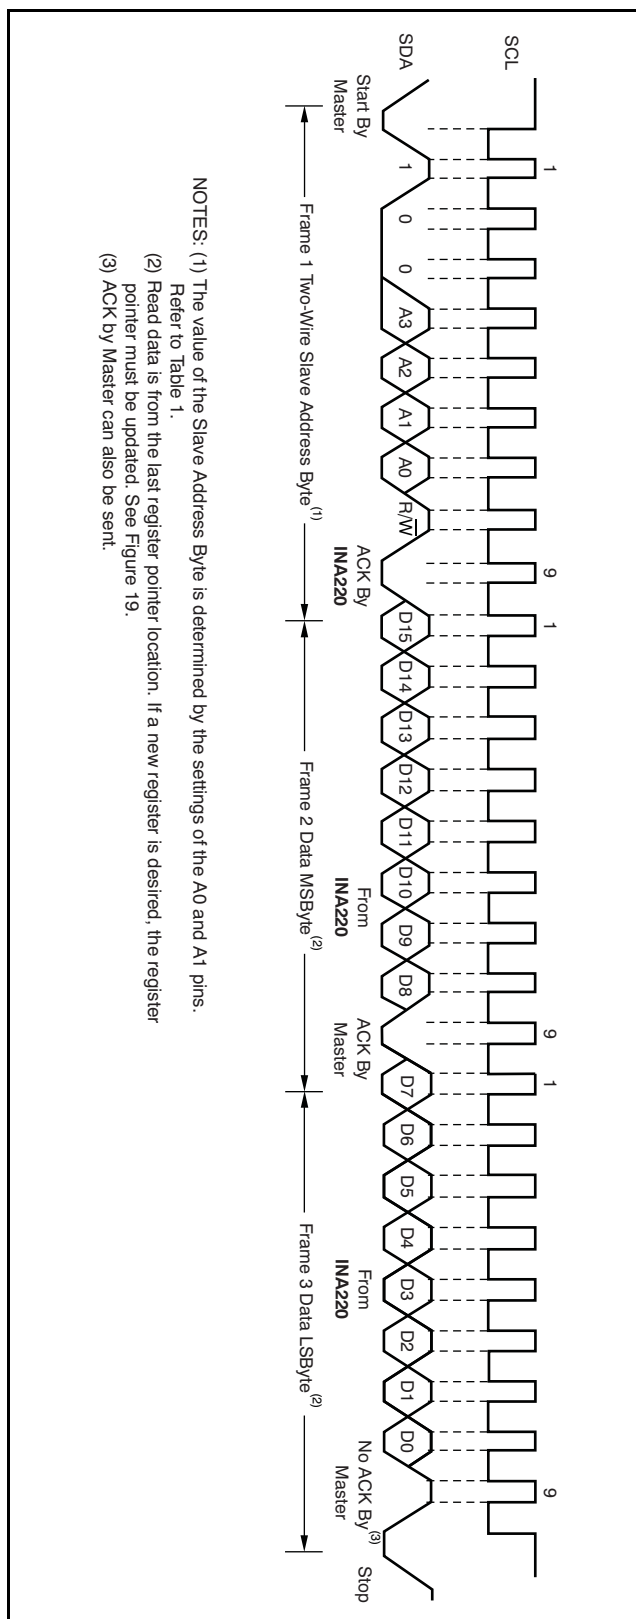 SCL
1 9 1 9 1 9
SDA
1 0 0 A3 A2 A1 A0 R/W D15 D14 D13 D12 D11 D10 D9 D8 D7 D6 D5 D4 D3 D2 D1 D0
Start By
Master
ACK By
INA220
From
INA220
ACK By
Master
From
INA220
No ACK By(3)
Master
Stop
Frame 1 Two-Wire Slave Address Byte(1)
Frame 2 Data MSByte(2)
Frame 3 Data LSByte(2)
NOTES: (1) The value of the Slave Address Byte is determined by the settings of the A0 and A1 pins.
Refer to Table 1.
(2) Read data is from the last register pointer location. If a new register is desired, the register
pointer must be updated. See Figure 19.
(3) ACK by Master can also be sent.